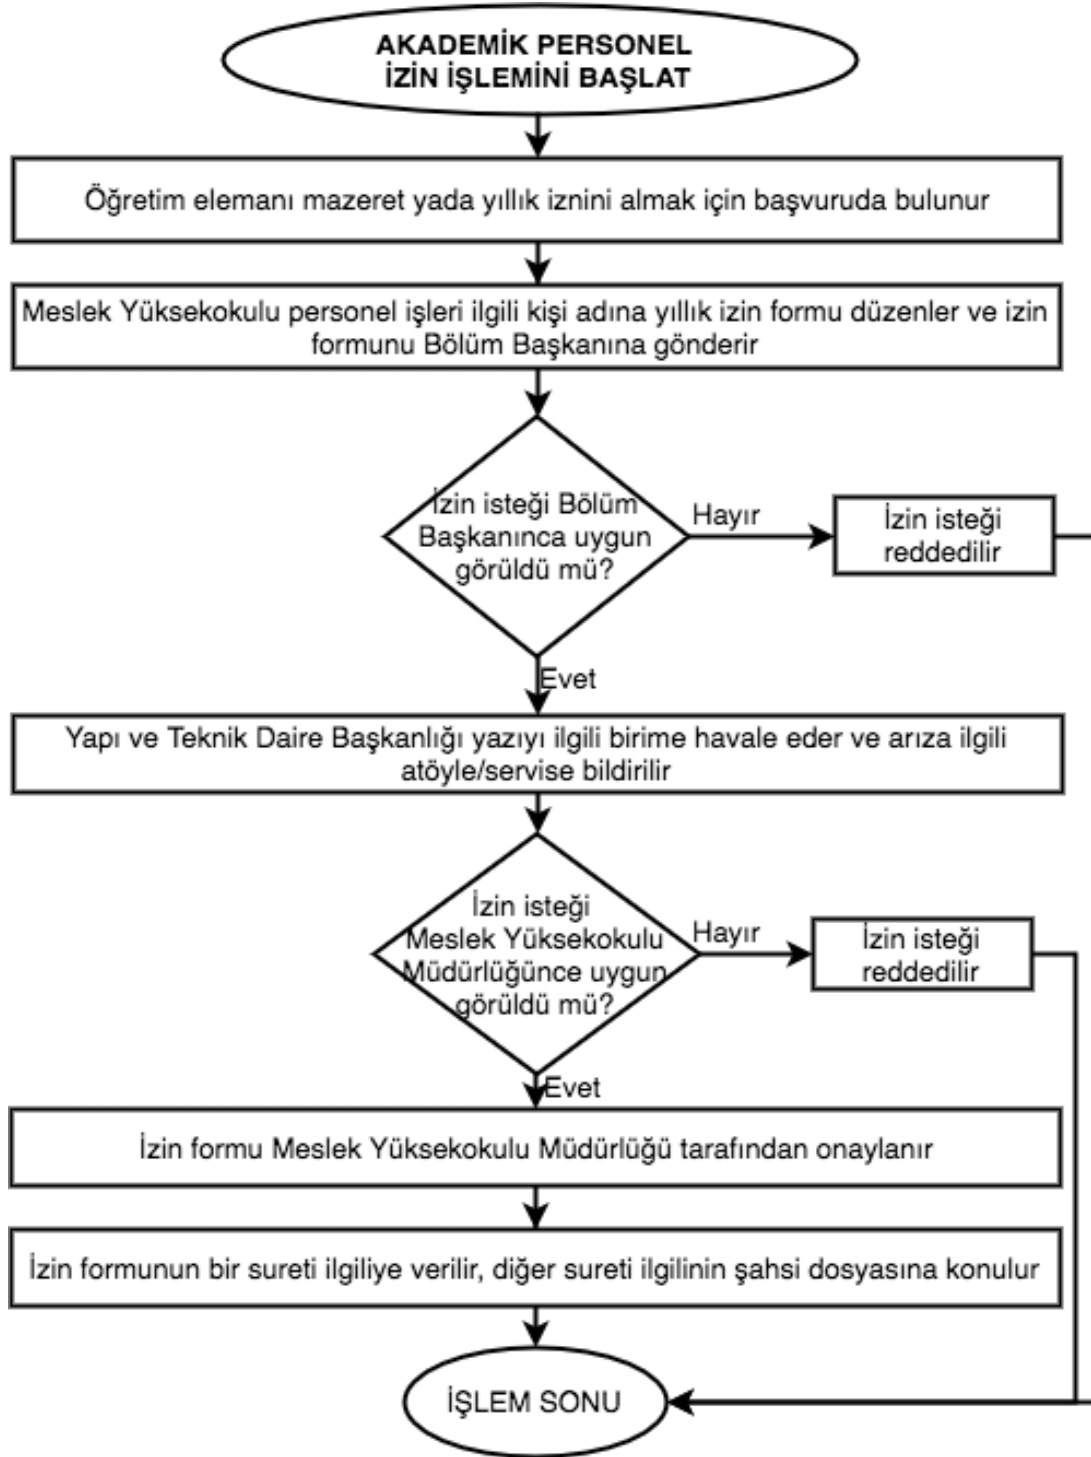 AKADEMİK PERSONEL
İZİN İŞLEMİNİ BAŞLAT
Öğretim elemanı mazeret yada yıllık iznini almak için başvuruda bulunur
Meslek Yüksekokulu personel işleri ilgili kişi adına yıllık izin formu düzenler ve izin
formunu Bölüm Başkanına gönderir
İzin isteği Bölüm
Başkanınca uygun
görüldü mü?
Hayır
İzin isteği
reddedilir
Evet
Yapı ve Teknik Daire Başkanlığı yazıyı ilgili birime havale eder ve arıza ilgili
atöyle/servise bildirilir
İzin isteği
Meslek Yüksekokulu
Müdürlüğünce uygun
görüldü mü?
Hayır
İzin isteği
reddedilir
Evet
İzin formu Meslek Yüksekokulu Müdürlüğü tarafından onaylanır
İzin formunun bir sureti ilgiliye verilir, diğer sureti ilgilinin şahsi dosyasına konulur
İŞLEM SONU